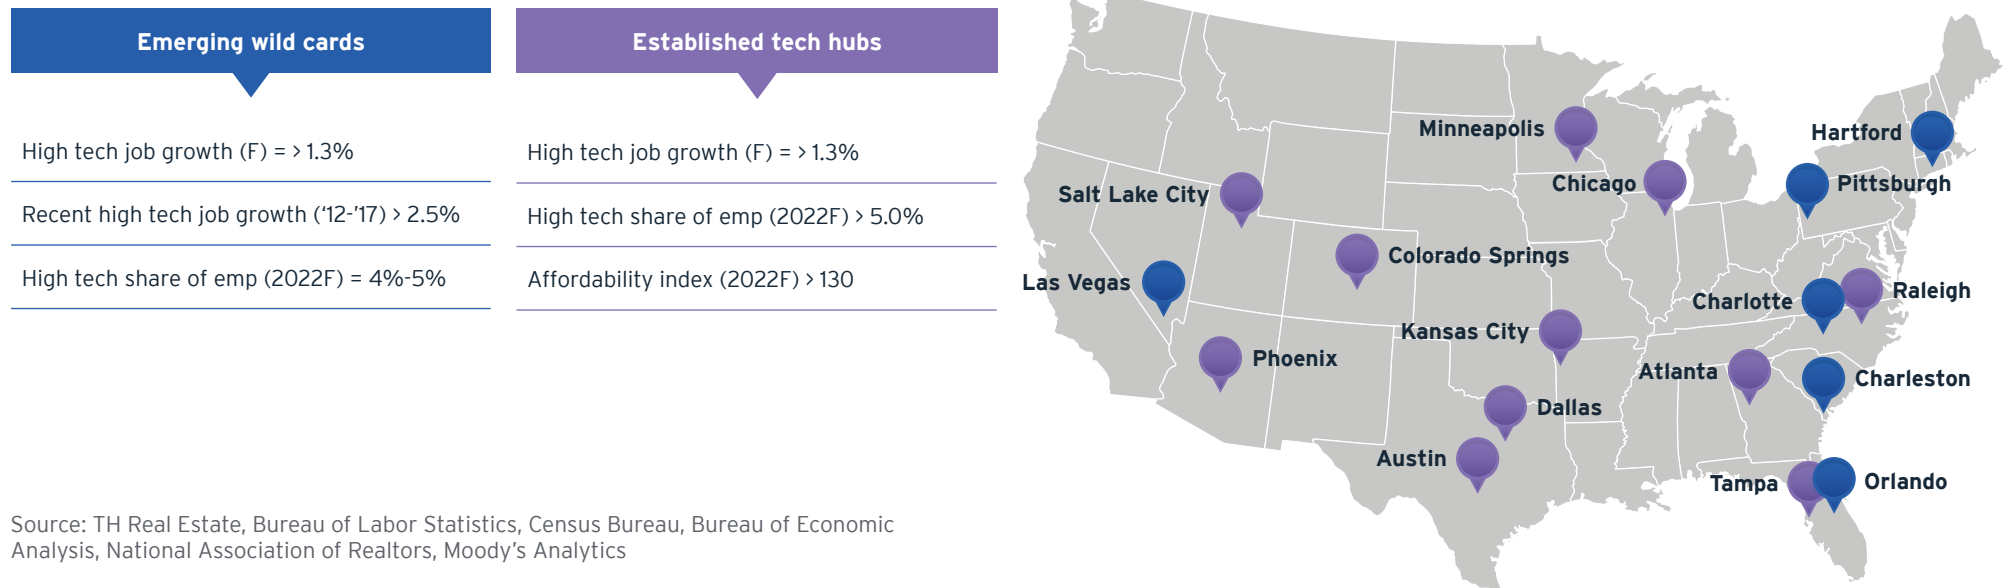 Emerging wild cards
High tech job growth (F) = > 1.3%
Recent high tech job growth (‘12-’17) > 2.5%
High tech share of emp (2022F) = 4%-5%
Established tech hubs
High tech job growth (F) = > 1.3%
High tech share of emp (2022F) > 5.0%
Affordability index (2022F) > 130
Source: TH Real Estate, Bureau of Labor Statistics, Census Bureau, Bureau of Economic
Analysis, National Association of Realtors, Moody’s Analytics
Minneapolis
Hartford
Chicago
Pittsburgh
Salt Lake City
Colorado Springs
Las Vegas
Raleigh
Charlotte
Kansas City
Phoenix
Atlanta
Charleston
Dallas
Austin
Tampa
Orlando